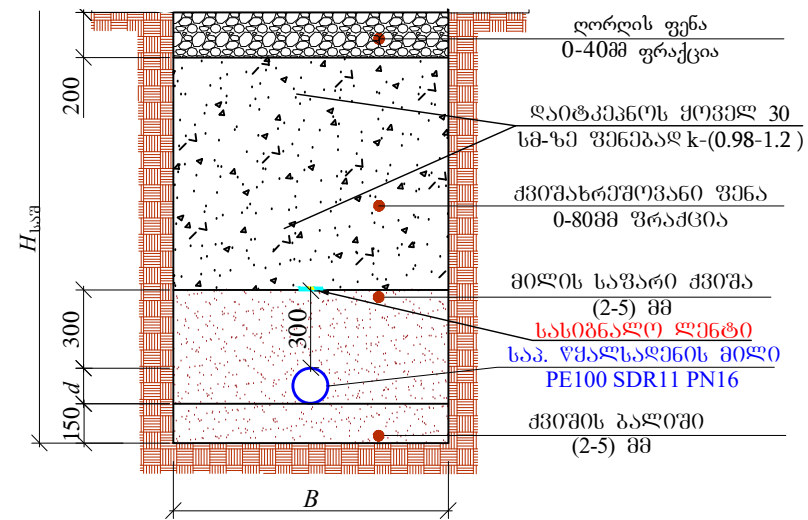 ღორღის ფენა
0-40მმ ფრაქცია
დაიტკეპნოს ყოველ 30
სმ-ზე ფენებად k-(0.98-1.2 )
ქვიშახრეშოვანი ფენა
0-80მმ ფრაქცია
მილის საფარი ქვიშა
(2-5) მმ
სასიგნალო ლენტი
საპ. წყალსადენის მილი
PE100 SDR11 PN16
ქვიშის ბალიში
(2-5) მმ
200
Hსაშ
300
300
d
150
B